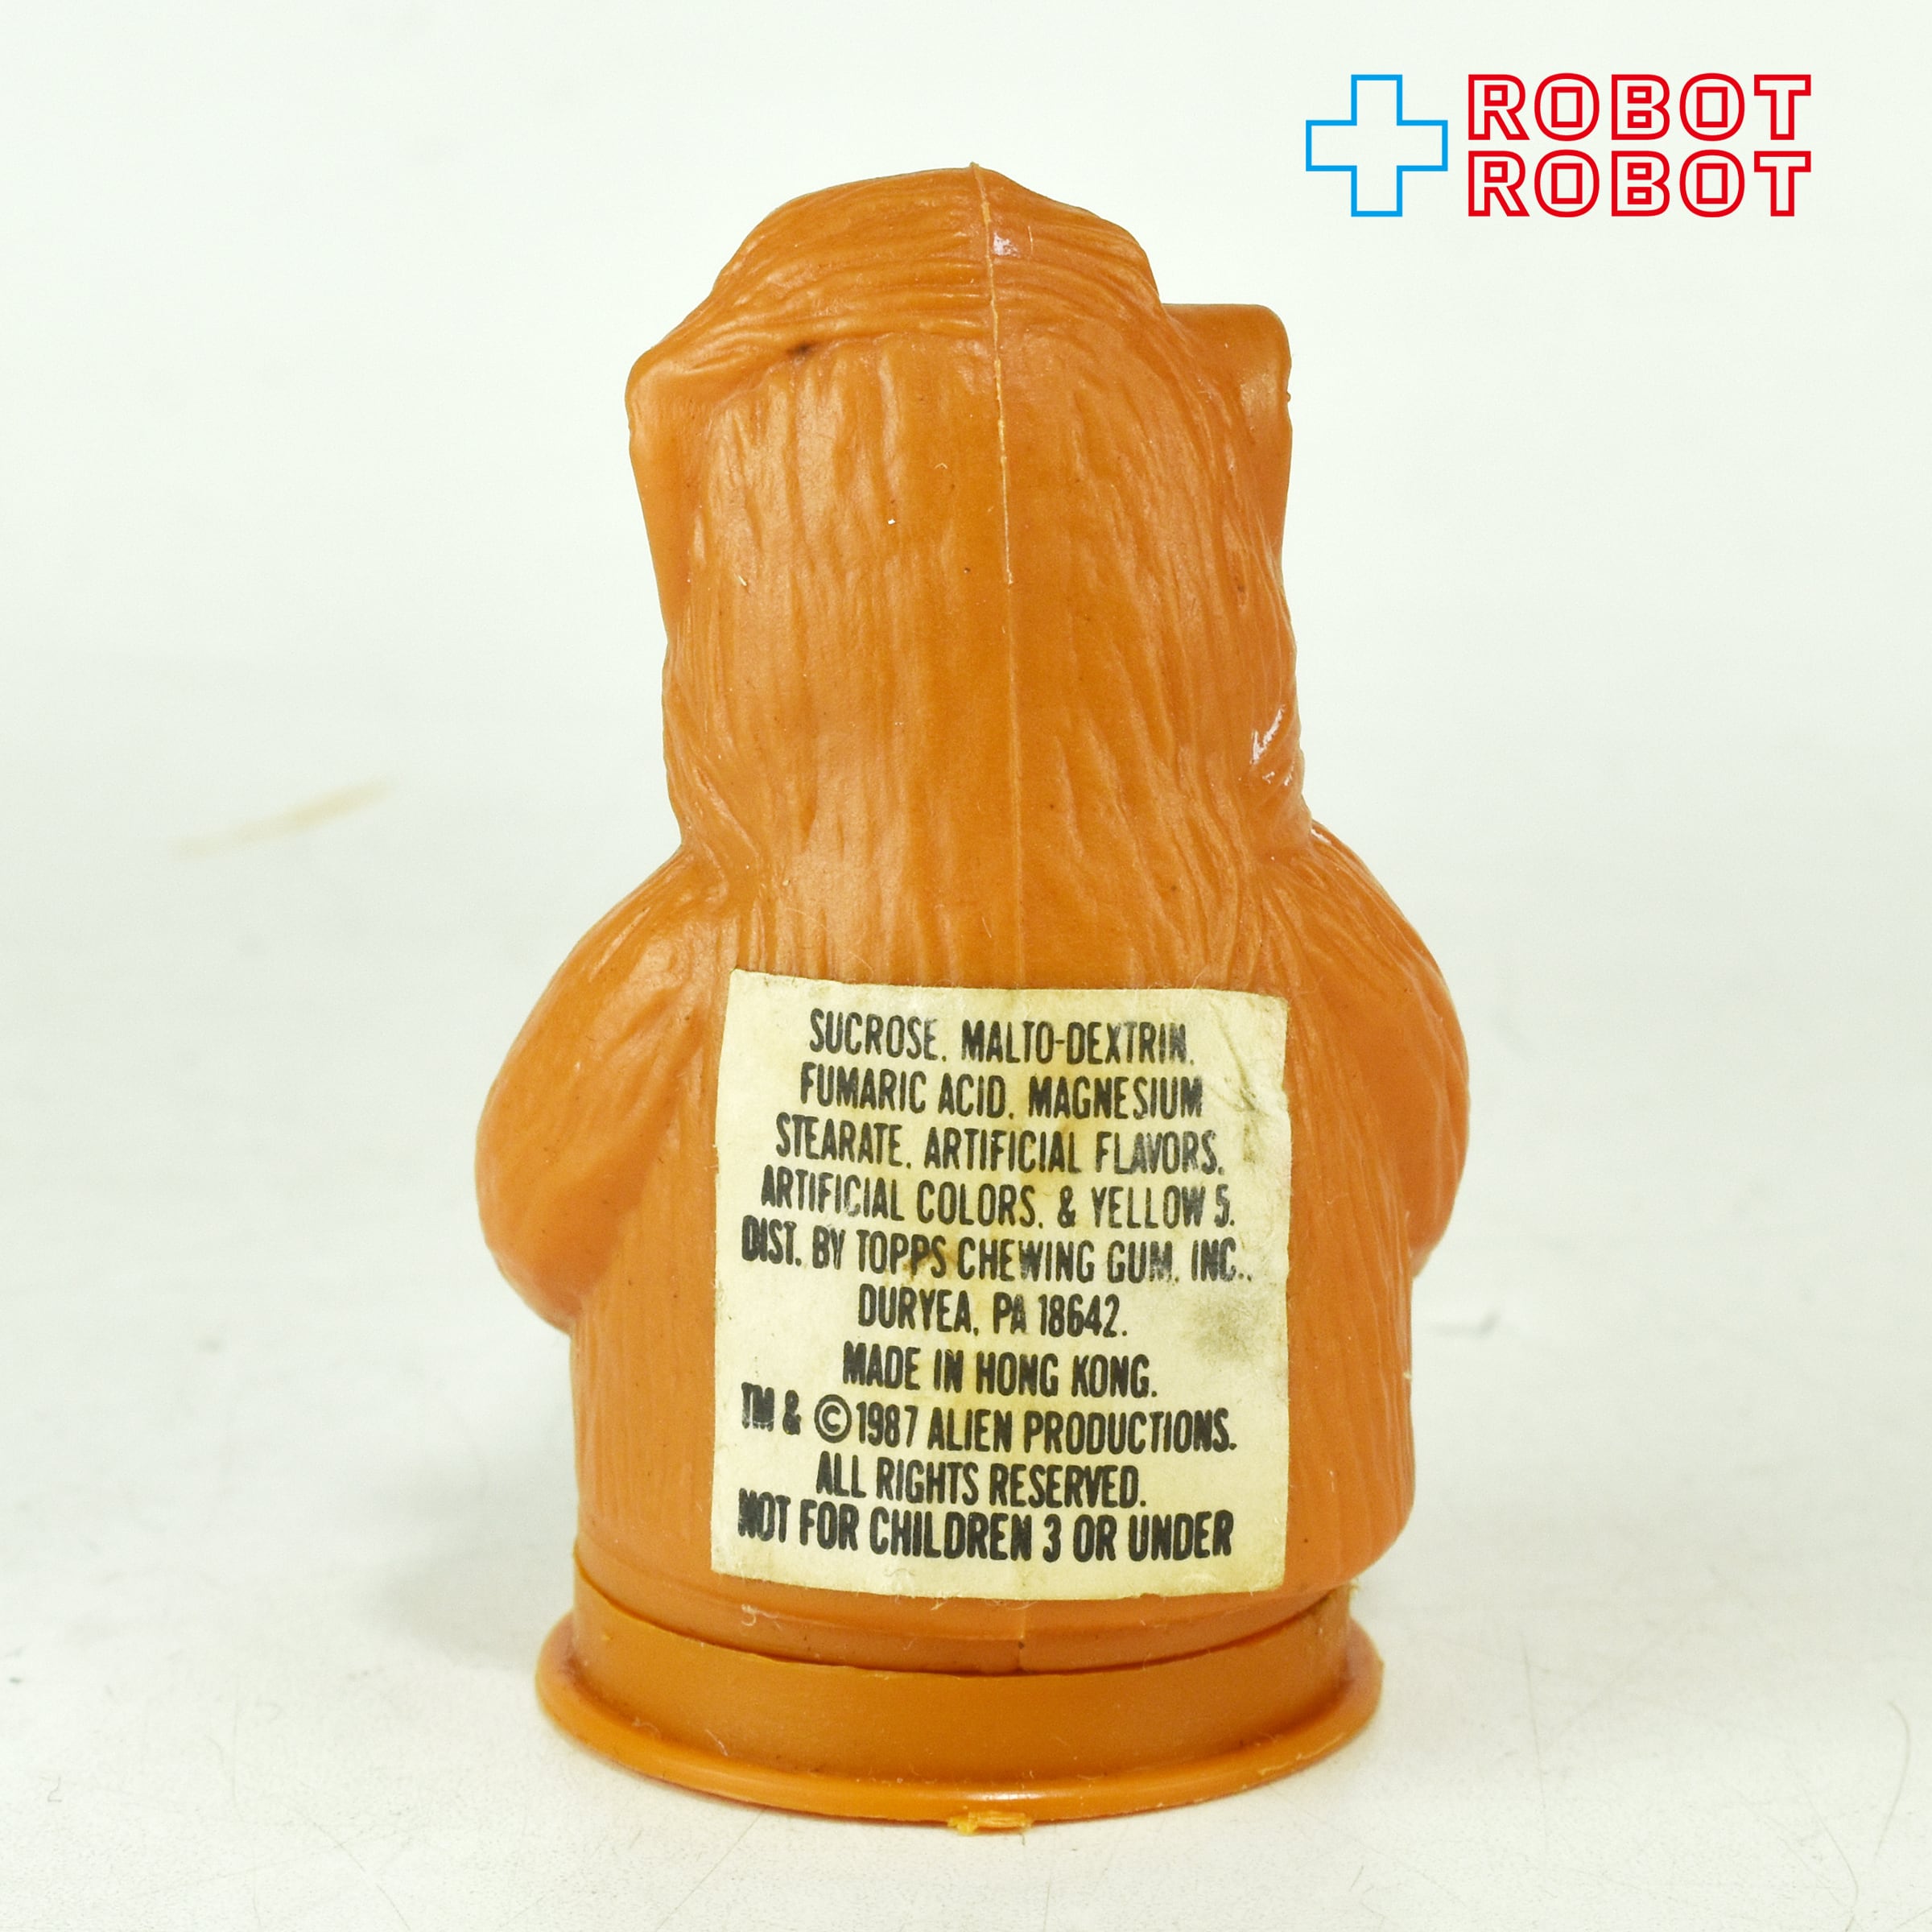 ROBOT
ROBOT
SUCROSE, MALTO-DEXTRIN,
FUMARIC ACID, MAGNESIUM
STEARATE, ARTIFICIAL FLAVORS,
ARTIFICIAL COLORS, & YELLOW 5.
DIST. BY TOPPS CHEWING GUM, INC.,
DURYEA, PA 18642.
MADE IN HONG KONG.
TM & ©1987 ALIEN PRODUCTIONS.
ALL RIGHTS RESERVED.
NOT FOR CHILDREN 3 OR UNDER